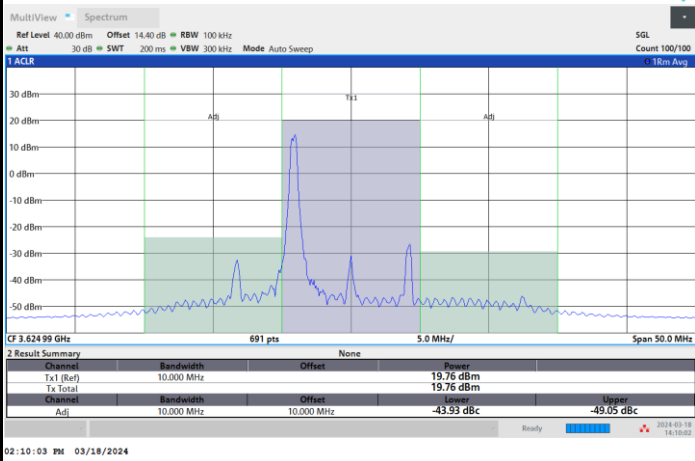 MultiView Spectrum
Ref Level 40.00 dBm Offset 14.40 dB RBW 100 kHz SGL
Att 30 dB SWT 200 ms VBW 300 kHz Mode Auto Sweep Count 100/100
1 ACLR 1Rm Avg
30 dBm
Tx1
20 dBm
Adj Adj
10 dBm
0 dBm
-10 dBm
-20 dBm
-30 dBm
-40 dBm
-50 dBm
CF 3.624 99 GHz 691 pts 5.0 MHz/ Span 50.0 MHz
2 Result Summary None
Channel Bandwidth Offset Power
Tx1 (Ref) 10.000 MHz 19.76 dBm
Tx Total 19.76 dBm
Channel Bandwidth Offset Lower Upper
Adj 10.000 MHz 10.000 MHz -43.93 dBc -49.05 dBc
Ready 2024-03-18
14:10:02
02:10:03 PM 03/18/2024